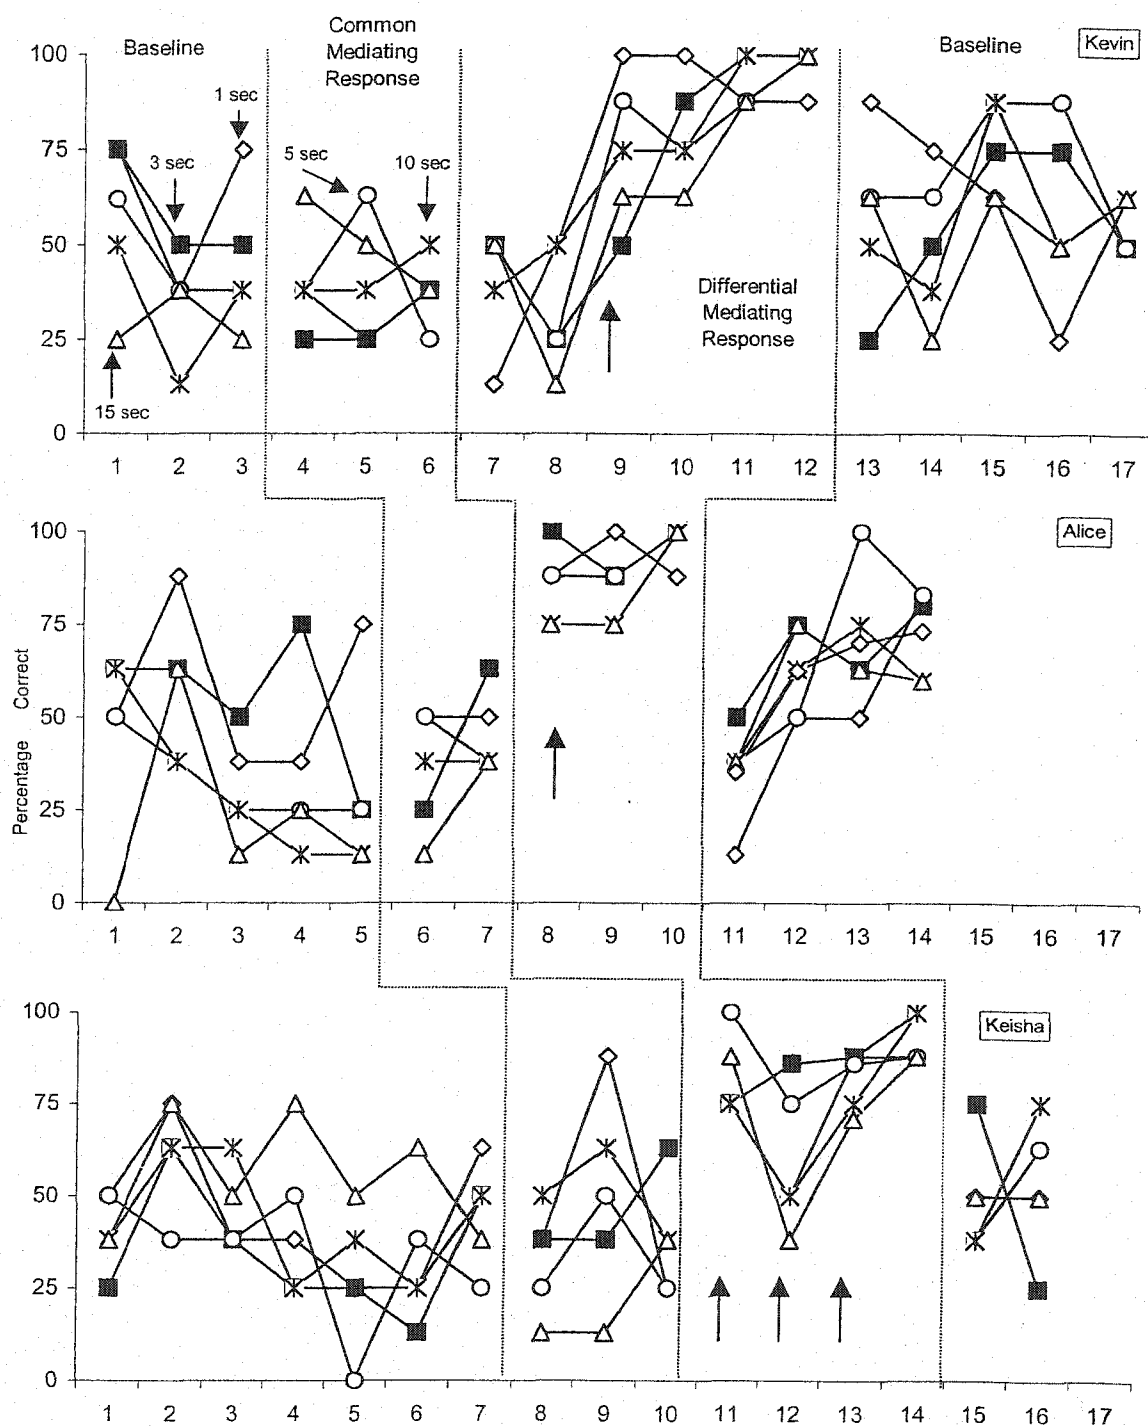 Common
Mediating
Response
Baseline
Baseline
Kevin
100
1 sec
75
3 sec
5 sec
10 sec
50
Differential
Mediating
Response
25
15 sec
0
1 2 3 4 5 6 7 8 9 10 11 12 13 14 15 16 17
100
Alice
75
50
25
0
Percentage Correct
1 2 3 4 5 6 7 8 9 10 11 12 13 14 15 16 17
100
Keisha
75
50
25
0
1 2 3 4 5 6 7 8 9 10 11 12 13 14 15 16 17